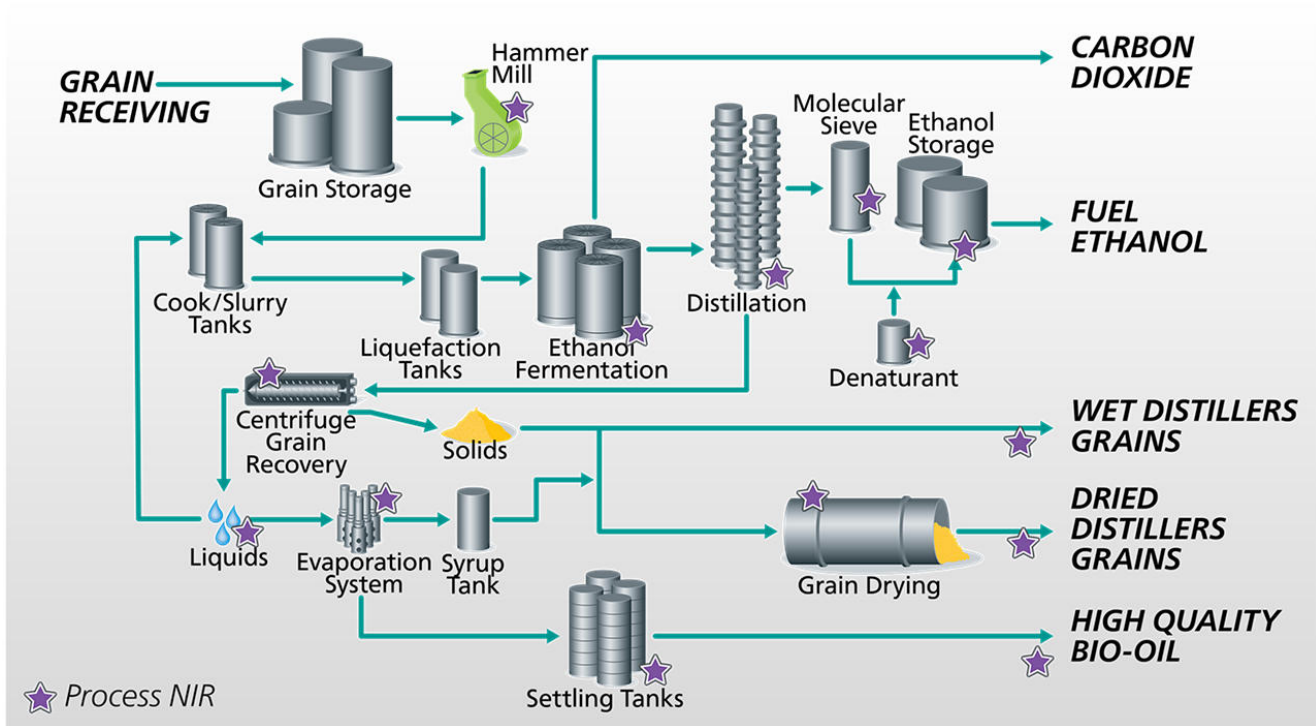 GRAIN
RECEIVING
Grain Storage
Hammer
Mill
CARBON
DIOXIDE
Molecular
Sieve
Ethanol
Storage
FUEL
ETHANOL
Cook/Slurry
Tanks
Liquefaction
Tanks
Ethanol
Fermentation
Distillation
Denaturant
Centrifuge
Grain
Recovery
Solids
WET DISTILLERS
GRAINS
Liquids
Evaporation
System
Syrup
Tank
Grain Drying
DRIED
DISTILLERS
GRAINS
Settling Tanks
HIGH QUALITY
BIO-OIL
Process NIR